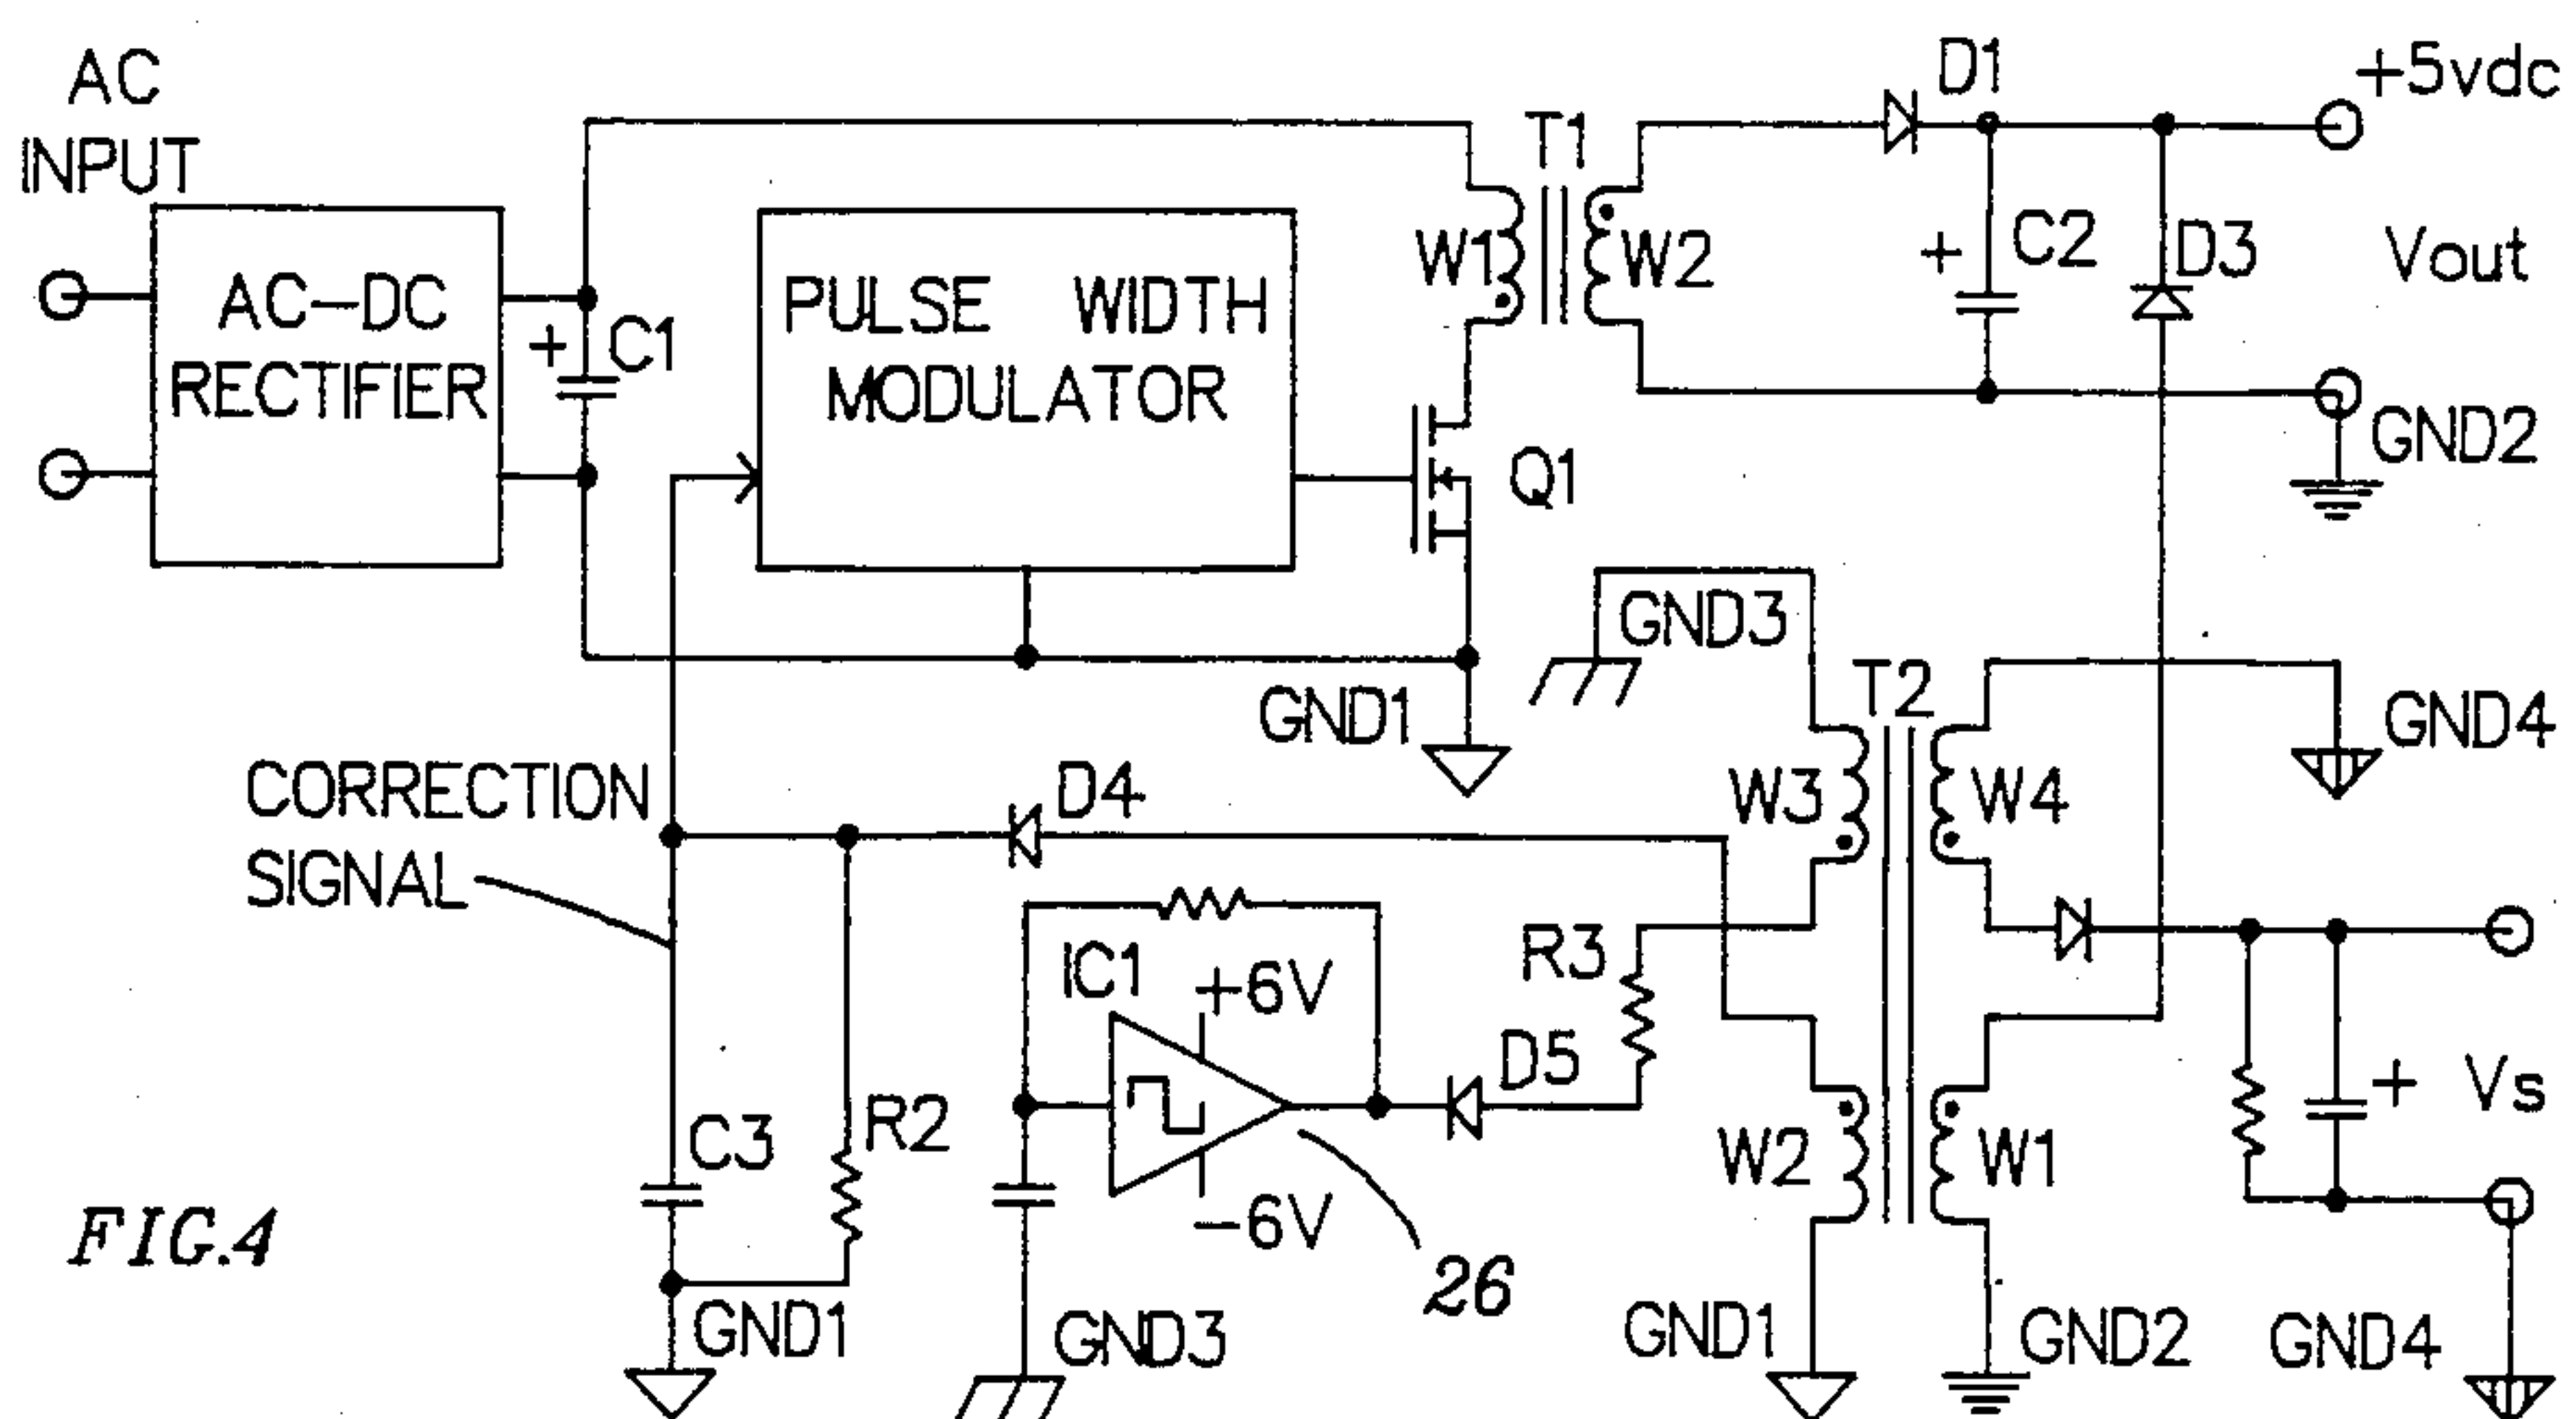 AC
INPUT
AC-DC
RECTIFIER
+ C1
PULSE WIDTH
MODULATOR
T1
W1
W2
D1
+5vdc
+ C2
D3
Vout
GND2
Q1
GND1
GND3
T2
GND4
W3
W4
CORRECTION
SIGNAL
D4
IC1
+6V
-6V
R3
D5
26
C3
R2
GND1
GND3
W2
W1
+ Vs
GND1
GND2
GND4
FIG.4